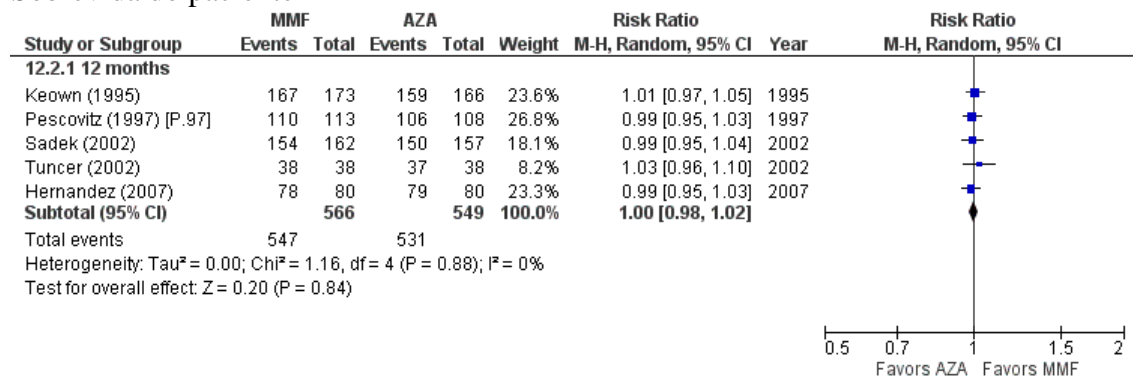 MMF AZA Risk Ratio Risk Ratio
Study or Subgroup Events Total Events Total Weight M-H, Random, 95% CI Year M-H, Random, 95% CI
12.2.1 12 months
Keown (1995) 167 173 159 166 23.6% 1.01 [0.97, 1.05] 1995
Pescovitz (1997) [P.97] 110 113 106 108 26.8% 0.99 [0.95, 1.03] 1997
Sadek (2002) 154 162 150 157 18.1% 0.99 [0.95, 1.04] 2002
Tuncer (2002) 38 38 37 38 8.2% 1.03 [0.96, 1.10] 2002
Hernandez (2007) 78 80 79 80 23.3% 0.99 [0.95, 1.03] 2007
Subtotal (95% CI) 566 549 100.0% 1.00 [0.98, 1.02]
Total events 547 531
Heterogeneity: Tau² = 0.00; Chi² = 1.16, df = 4 (P = 0.88); I² = 0%
Test for overall effect: Z = 0.20 (P = 0.84)
0.5 0.7 1 1.5 2
Favors AZA Favors MMF